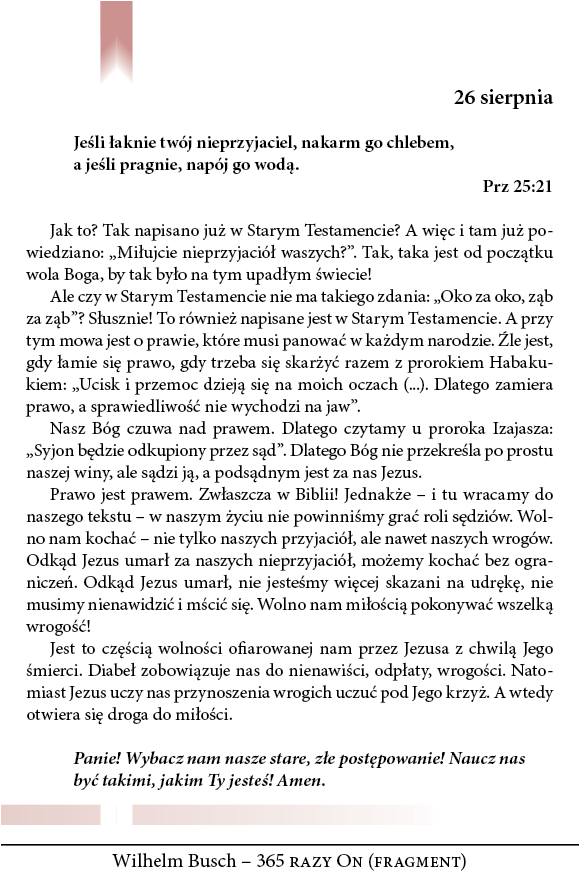 26 sierpnia
Jeśli łaknie twój nieprzyjaciel, nakarm go chlebem,
a jeśli pragnie, napój go wodą.
Prz 25:21
Jak to? Tak napisano już w Starym Testamencie? A więc i tam już po-
wiedziano: „Miłujcie nieprzyjaciół waszych?”. Tak, taka jest od początku
wola Boga, by tak było na tym upadłym świecie!
Ale czy w Starym Testamencie nie ma takiego zdania: „Oko za oko, ząb
za ząb”? Słusznie! To również napisane jest w Starym Testamencie. A przy
tym mowa jest o prawie, które musi panować w każdym narodzie. Źle jest,
gdy łamie się prawo, gdy trzeba się skarżyć razem z prorokiem Habaku-
kiem: „Ucisk i przemoc dzieją się na moich oczach (...). Dlatego zamiera
prawo, a sprawiedliwość nie wychodzi na jaw”.
Nasz Bóg czuwa nad prawem. Dlatego czytamy u proroka Izajasza:
„Syjon będzie odkupiony przez sąd”. Dlatego Bóg nie przekreśla po prostu
naszej winy, ale sądzi ją, a podsądnym jest za nas Jezus.
Prawo jest prawem. Zwłaszcza w Biblii! Jednakże – i tu wracamy do
naszego tekstu – w naszym życiu nie powinniśmy grać roli sędziów. Wol-
no nam kochać – nie tylko naszych przyjaciół, ale nawet naszych wrogów.
Odkąd Jezus umarł za naszych nieprzyjaciół, możemy kochać bez ogra-
niczeń. Odkąd Jezus umarł, nie jesteśmy więcej skazani na udrękę, nie
musimy nienawidzić i mścić się. Wolno nam miłością pokonywać wszelką
wrogość!
Jest to częścią wolności ofiarowanej nam przez Jezusa z chwilą Jego
śmierci. Diabeł zobowiązuje nas do nienawiści, odpłaty, wrogości. Nato-
miast Jezus uczy nas przynoszenia wrogich uczuć pod Jego krzyż. A wtedy
otwiera się droga do miłości.
Panie! Wybacz nam nasze stare, złe postępowanie! Naucz nas
być takimi, jakim Ty jesteś! Amen.
Wilhelm Busch – 365 razy On (fragment)